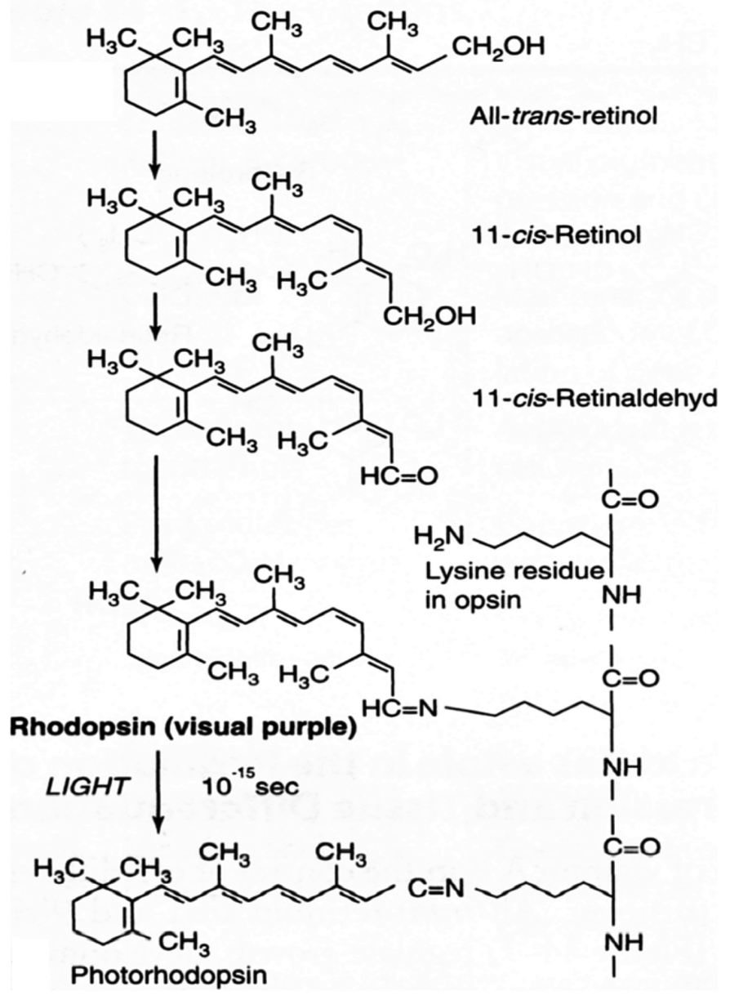 H₃C CH₃ CH₃ CH₃ CH₂OH
CH₃
All-trans-retinol
H₃C CH₃ CH₃
11-cis-Retinol
CH₃ H₃C
CH₂OH
H₃C CH₃ CH₃
11-cis-Retinaldehyd
CH₃ H₃C
HC=O
C=O
H₂N
Lysine residue
in opsin
NH
H₃C CH₃ CH₃
CH₃ H₃C
C=O
HC=N
Rhodopsin (visual purple)
NH
LIGHT 10⁻¹⁵ sec
C=O
H₃C CH₃ CH₃ CH₃
C=N
CH₃
NH
Photorhodopsin